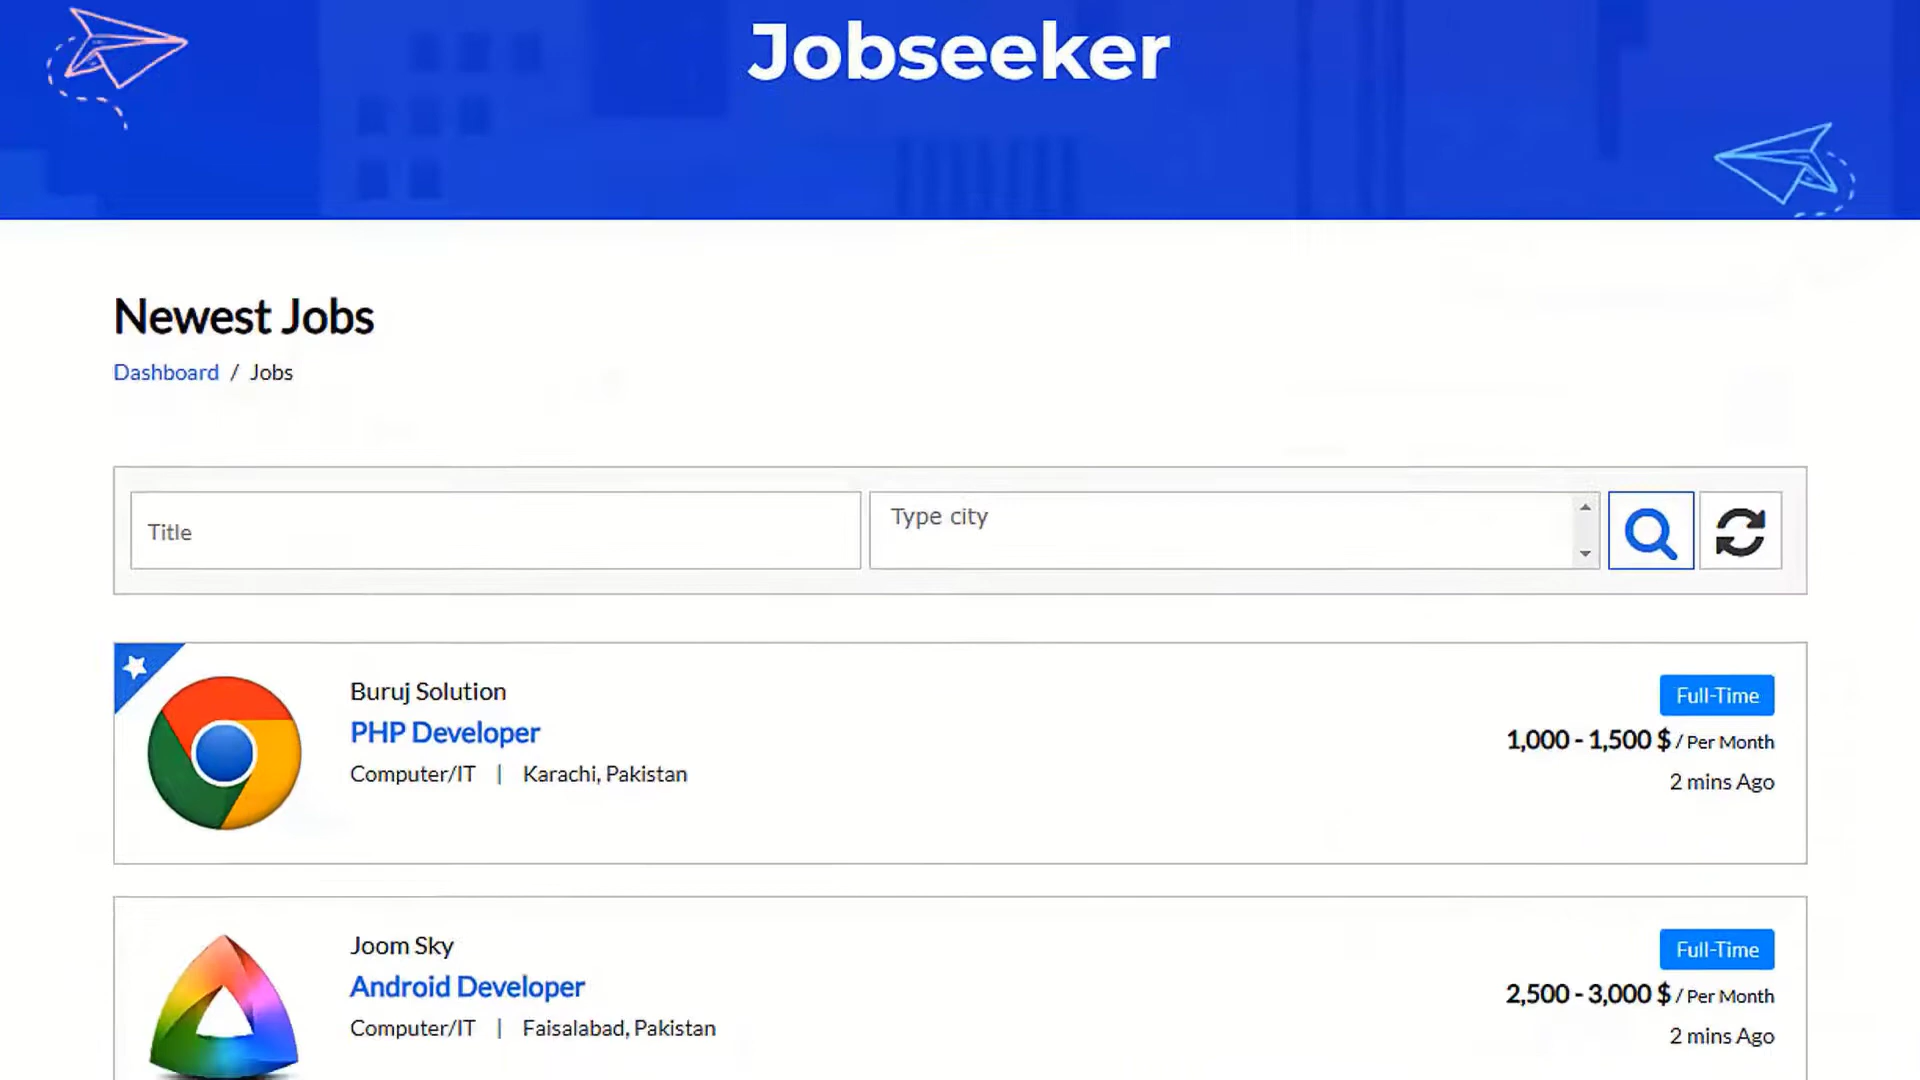 Jobseeker
Newest Jobs
Dashboard / Jobs
Title
Type city
Buruj Solution
PHP Developer
Computer/IT | Karachi, Pakistan
Full-Time
1,000 - 1,500 $ / Per Month
2 mins Ago
Joom Sky
Android Developer
Computer/IT | Faisalabad, Pakistan
Full-Time
2,500 - 3,000 $ / Per Month
2 mins Ago